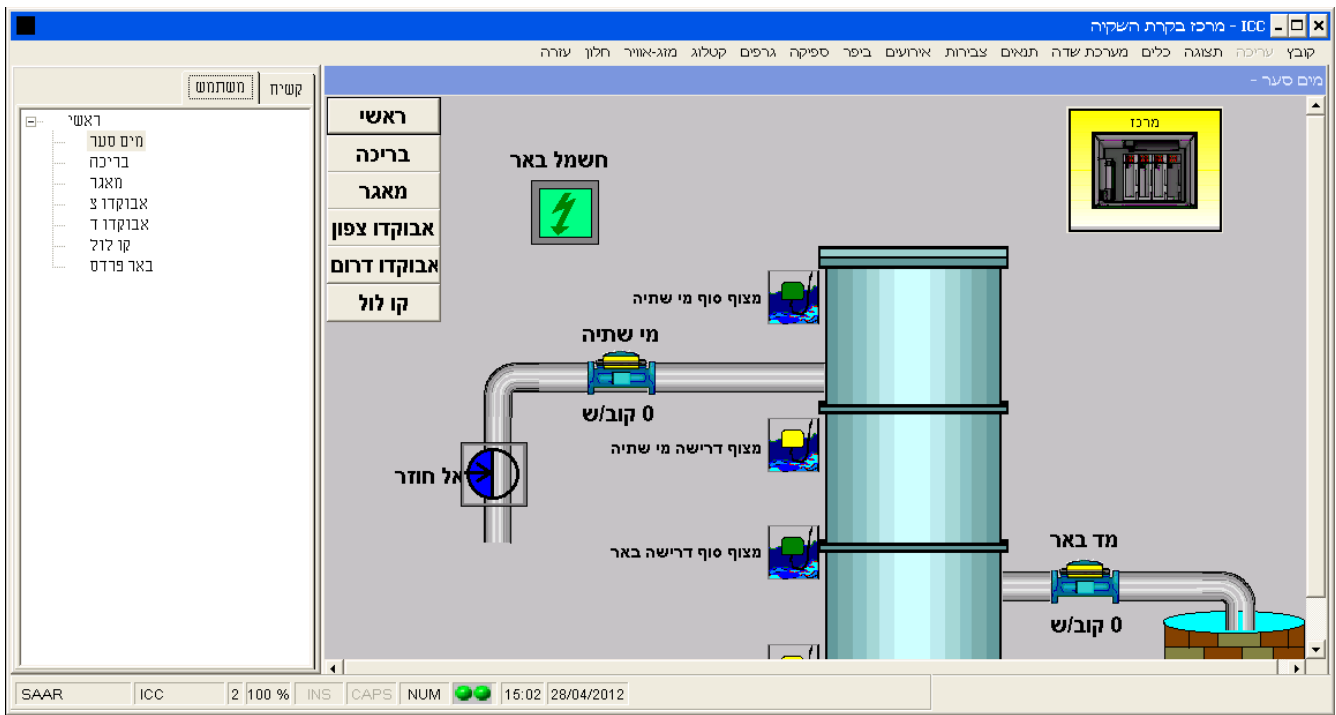 ICC - מרכז בקרת השקיה
קובץ עריכה תצוגה כלים מערכת שדה תנאים צבירות אירועים ביפר ספיקה גרפים קטלוג מזג-אוויר חלון עזרה
קשיח משתמש
ראשי
מים סער
בריכה
מאגר
אבוקדו צ
אבוקדו ד
קו לול
באר פרדס
מים סער -
ראשי
בריכה
מאגר
אבוקדו צפון
אבוקדו דרום
קו לול
חשמל באר
מרכז
מצוף סוף מי שתיה
מי שתיה
0 קוב/ש
מצוף דרישה מי שתיה
אל חוזר
מצוף סוף דרישה באר
מד באר
0 קוב/ש
SAAR ICC 2 100 % INS CAPS NUM 15:02 28/04/2012